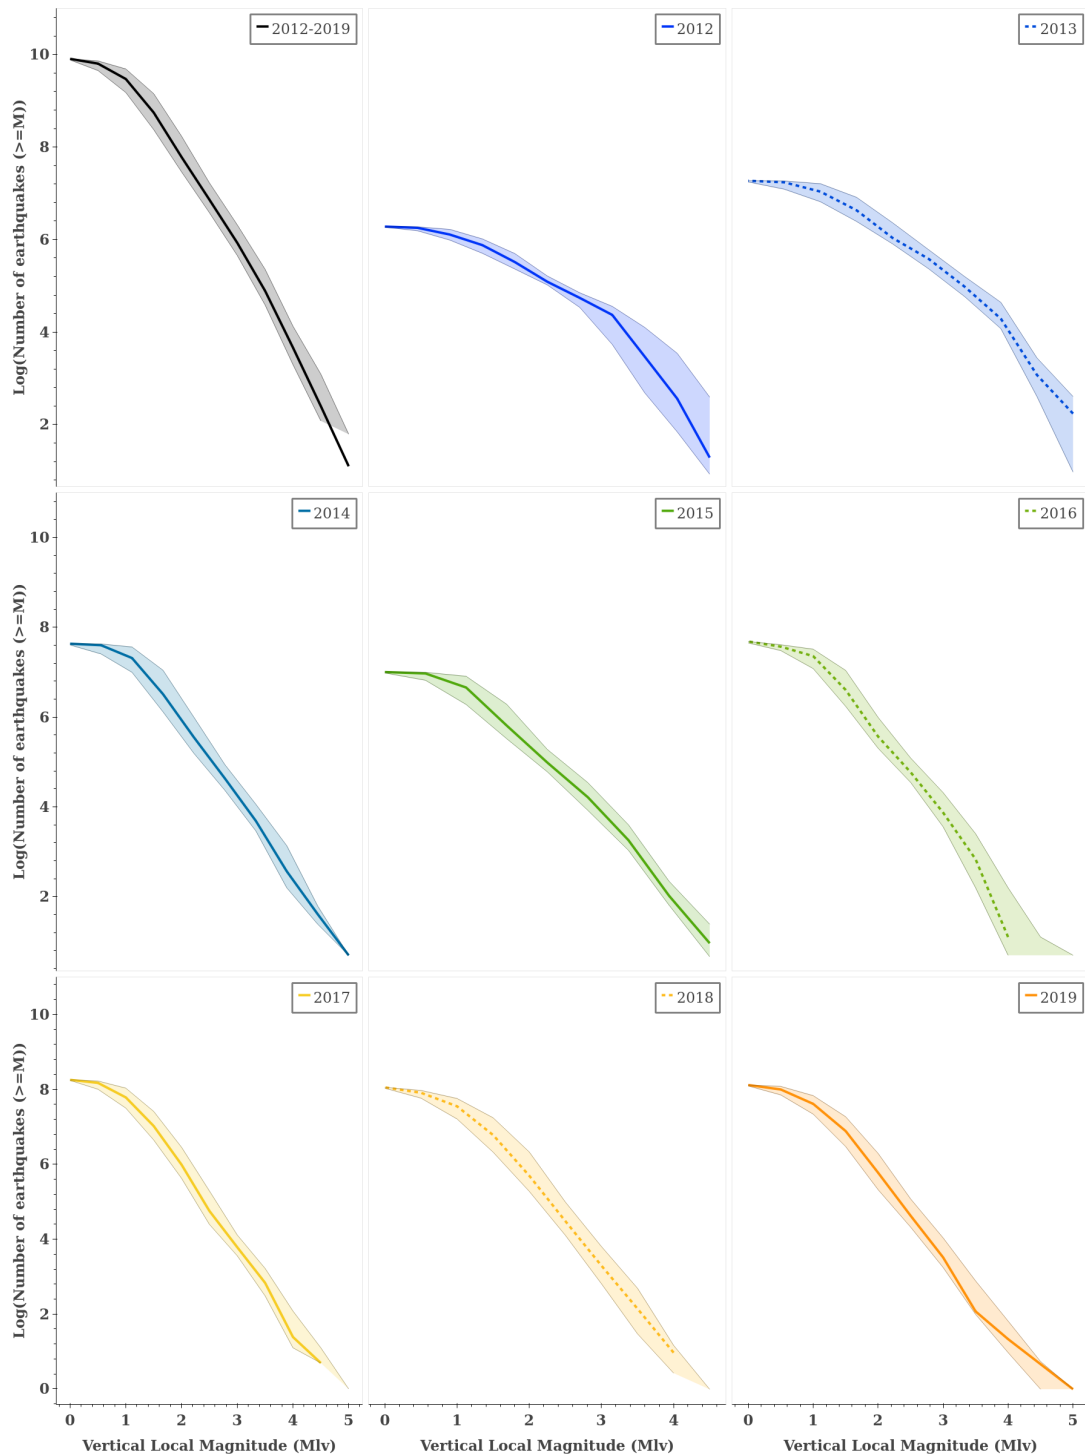 2012-2019
2012
2013
Log(Number of earthquakes (>=M))
10
8
6
4
2
2014
2015
2016
Log(Number of earthquakes (>=M))
10
8
6
4
2
2017
2018
2019
Log(Number of earthquakes (>=M))
10
8
6
4
2
0
0 1 2 3 4 5
0 1 2 3 4
0 1 2 3 4 5
Vertical Local Magnitude (Mlv)
Vertical Local Magnitude (Mlv)
Vertical Local Magnitude (Mlv)